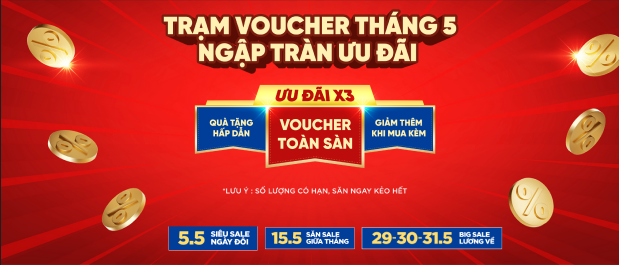 TRẠM VOUCHER THÁNG 5
NGẬP TRÀN ƯU ĐÃI
ƯU ĐÃI X3
QUÀ TẶNG
HẤP DẪN
VOUCHER
TOÀN SÀN
GIẢM THÊM
KHI MUA KÈM
*LƯU Ý : SỐ LƯỢNG CÓ HẠN, SĂN NGAY KẺO HẾT
5.5 SIÊU SALE
NGÀY ĐÔI
15.5 SĂN SALE
GIỮA THÁNG
29-30-31.5 BIG SALE
LƯƠNG VỀ
%
%
%
%
%
%